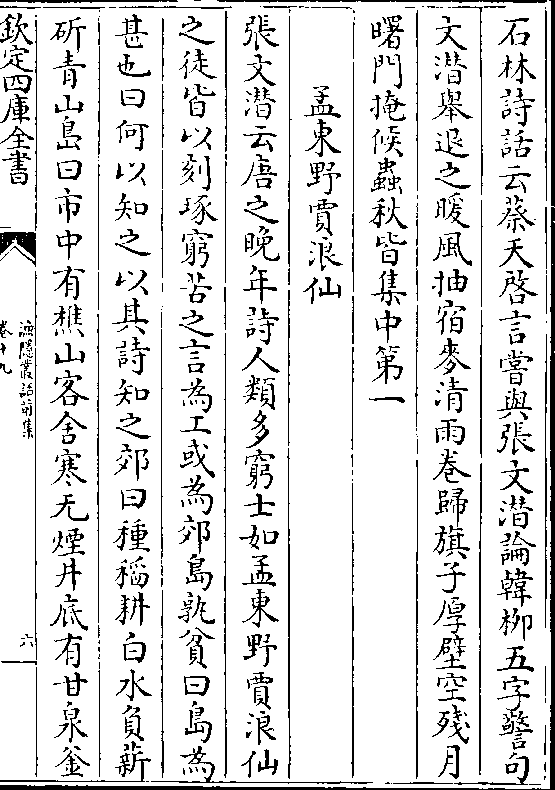 石林詩話云蔡天啓言嘗與張文潛論韓柳五字警句
文潛舉退之暖風抽宿麥清雨卷歸旗子厚壁空殘月
曙門掩候蟲秋皆集中第一
孟東野賈浪仙
張文潛云唐之晚年詩人類多窮士如孟東野賈浪仙
之徒皆以刻琢窮苦之言為工或為郊島孰貧曰島為
甚也曰何以知之以其詩知之郊曰種稻耕白水負薪
斫青山島曰市中有樵山客舍寒无煙井底有甘泉釡
欽定四庫全書
漁隱叢話前集
卷十九
六